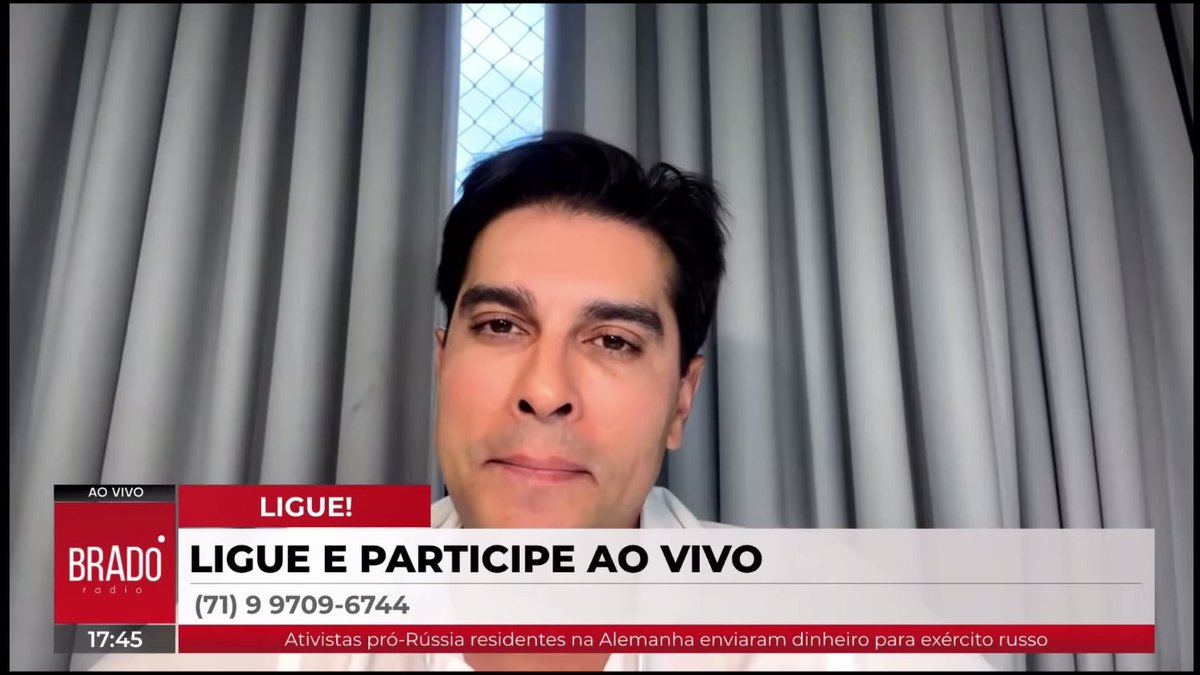 AO VIVO
LIGUE!
BRADO
radio
LIGUE E PARTICIPE AO VIVO
(71) 9 9709-6744
17:45
Ativistas pró-Rússia residentes na Alemanha enviaram dinheiro para exército russo